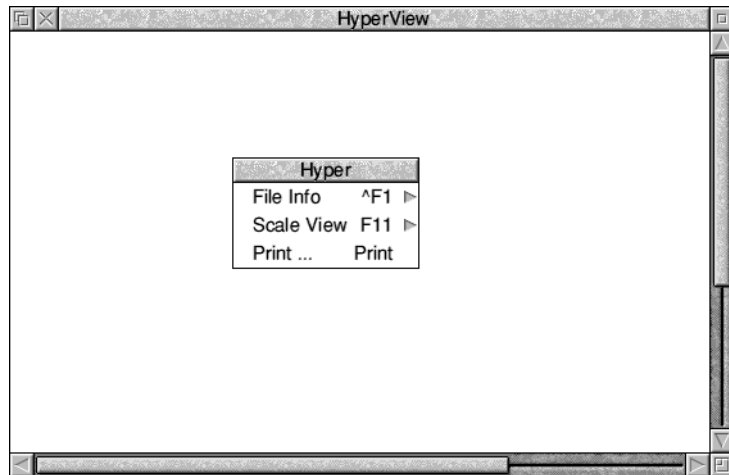 HyperView
Hyper
File Info ^F1
Scale View F11
Print ... Print